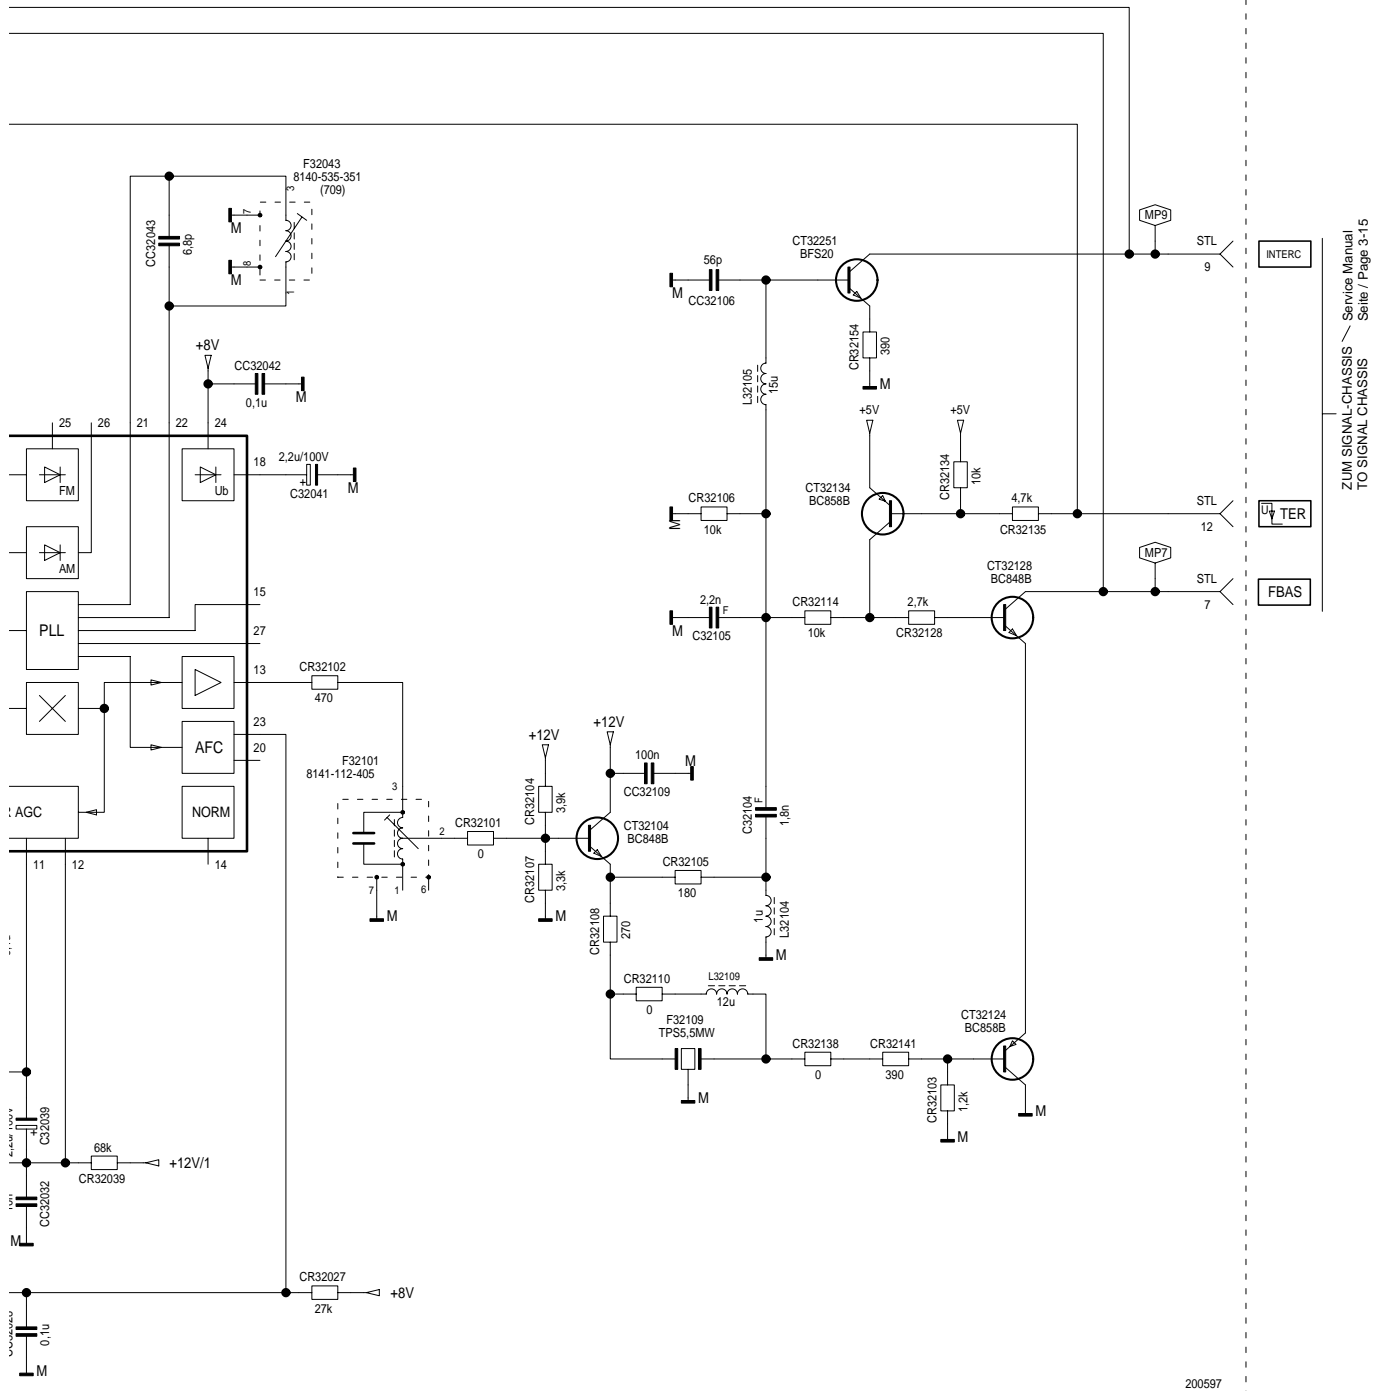 F32043
8140-535-351
(709)
3
7
M
8
M
1
CC32043
6,8p
+8V
CC32042
0,1u
M
25
26
21
22
24
18
2,2u/100V
+
C32041
M
FM
Ub
AM
PLL
15
27
13
CR32102
470
23
AFC
20
AGC
NORM
11
12
14
F32101
8141-112-405
3
2
7
1
6
M
CR32101
0
+12V
CR32104
3,9k
CR32107
3,3k
M
+12V
100n
M
CC32109
CT32104
BC848B
CR32105
180
CR32108
270
C32104
F
1,8n
1u
L32104
M
CR32110
0
L32109
12u
F32109
TPS5,5MW
M
CR32138
0
CR32141
390
CR32103
1,2k
M
CT32124
BC858B
M
56p
M
CC32106
CT32251
BFS20
CR32154
390
M
L32105
15u
+5V
+5V
CR32134
10k
CT32134
BC858B
4,7k
CR32135
CR32106
M
10k
2,2n
F
M
C32105
CR32114
10k
2,7k
CR32128
CT32128
BC848B
MP9
STL
9
INTERC
STL
12
U
TER
MP7
STL
7
FBAS
ZUM SIGNAL-CHASSIS
TO SIGNAL CHASSIS
Service Manual
Seite / Page 3-15
+
C32039
68k
CR32039
+12V/1
CC32032
M
CR32027
27k
+8V
0,1u
M
200597